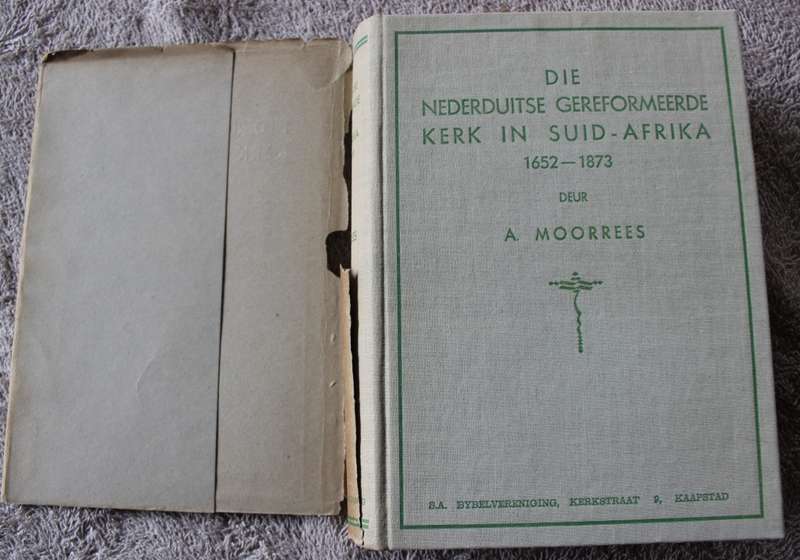 DIE
NEDERDUITSE GEREFORMEERDE
KERK IN SUID-AFRIKA
1652—1873
DEUR
A. MOORREES
S.A. BYBELVERENIGING, KERKSTRAAT 9, KAAPSTAD